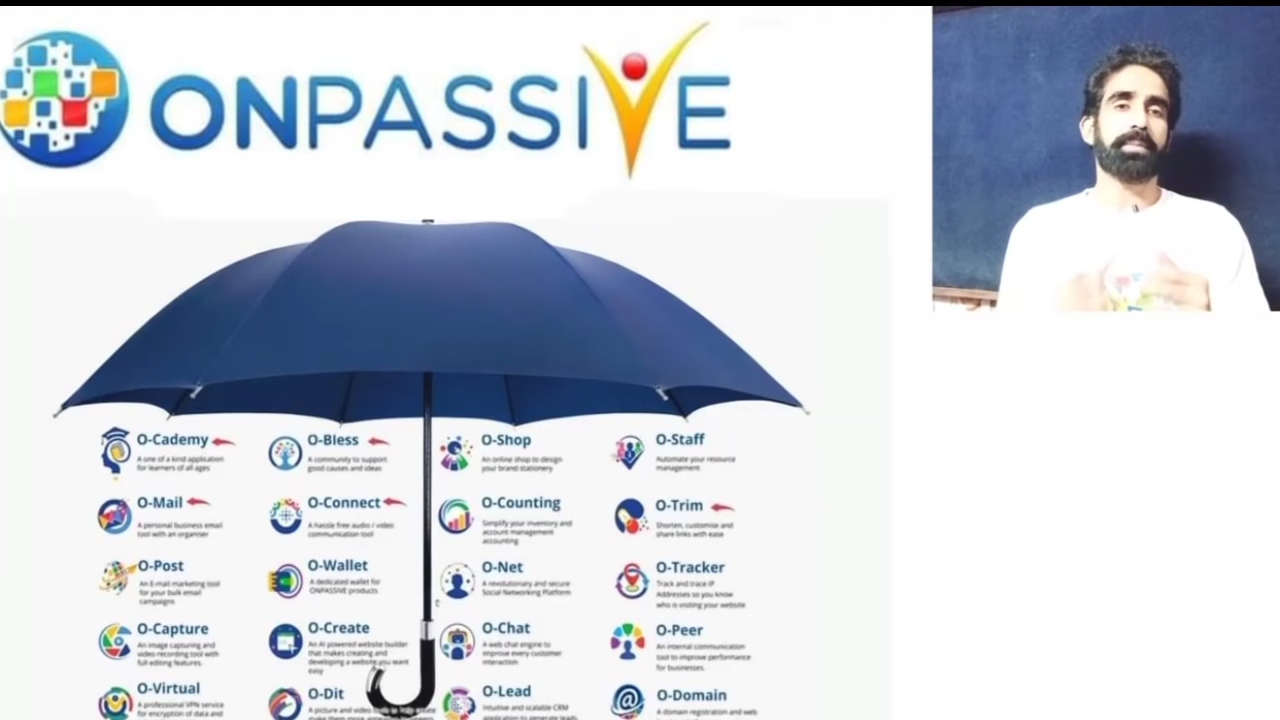 ONPASSIVE
O-Cademy
A one of a kind application
for learners of all ages
O-Bless
A community to support
good causes and ideas
O-Shop
An online shop to design
your brand stationery
O-Staff
Automate your resource
management
O-Mail
A personal business email
tool with an organiser
O-Connect
A hassle free audio / video
communication tool
O-Counting
Simplify your inventory and
account management
accounting
O-Trim
Shorten, customise and
share links with ease
O-Post
An E-mail marketing tool
for your bulk email
campaigns
O-Wallet
A dedicated wallet for
ONPASSIVE products
O-Net
A revolutionary and secure
Social Networking Platform
O-Tracker
Track and trace IP
Addresses so you know
who is visiting your website
O-Capture
An image capturing and
video recording tool with
full editing features.
O-Create
An AI powered website builder
that makes creating and
developing a website you want
easy
O-Chat
A web chat engine to
improve every customer
interaction
O-Peer
An internal communication
tool to improve performance
for businesses.
O-Virtual
A professional VPN service
for encryption of data and
O-Dit
A picture and video
O-Lead
Intuitive and scalable CRM
application to generate leads
O-Domain
A domain registration and web